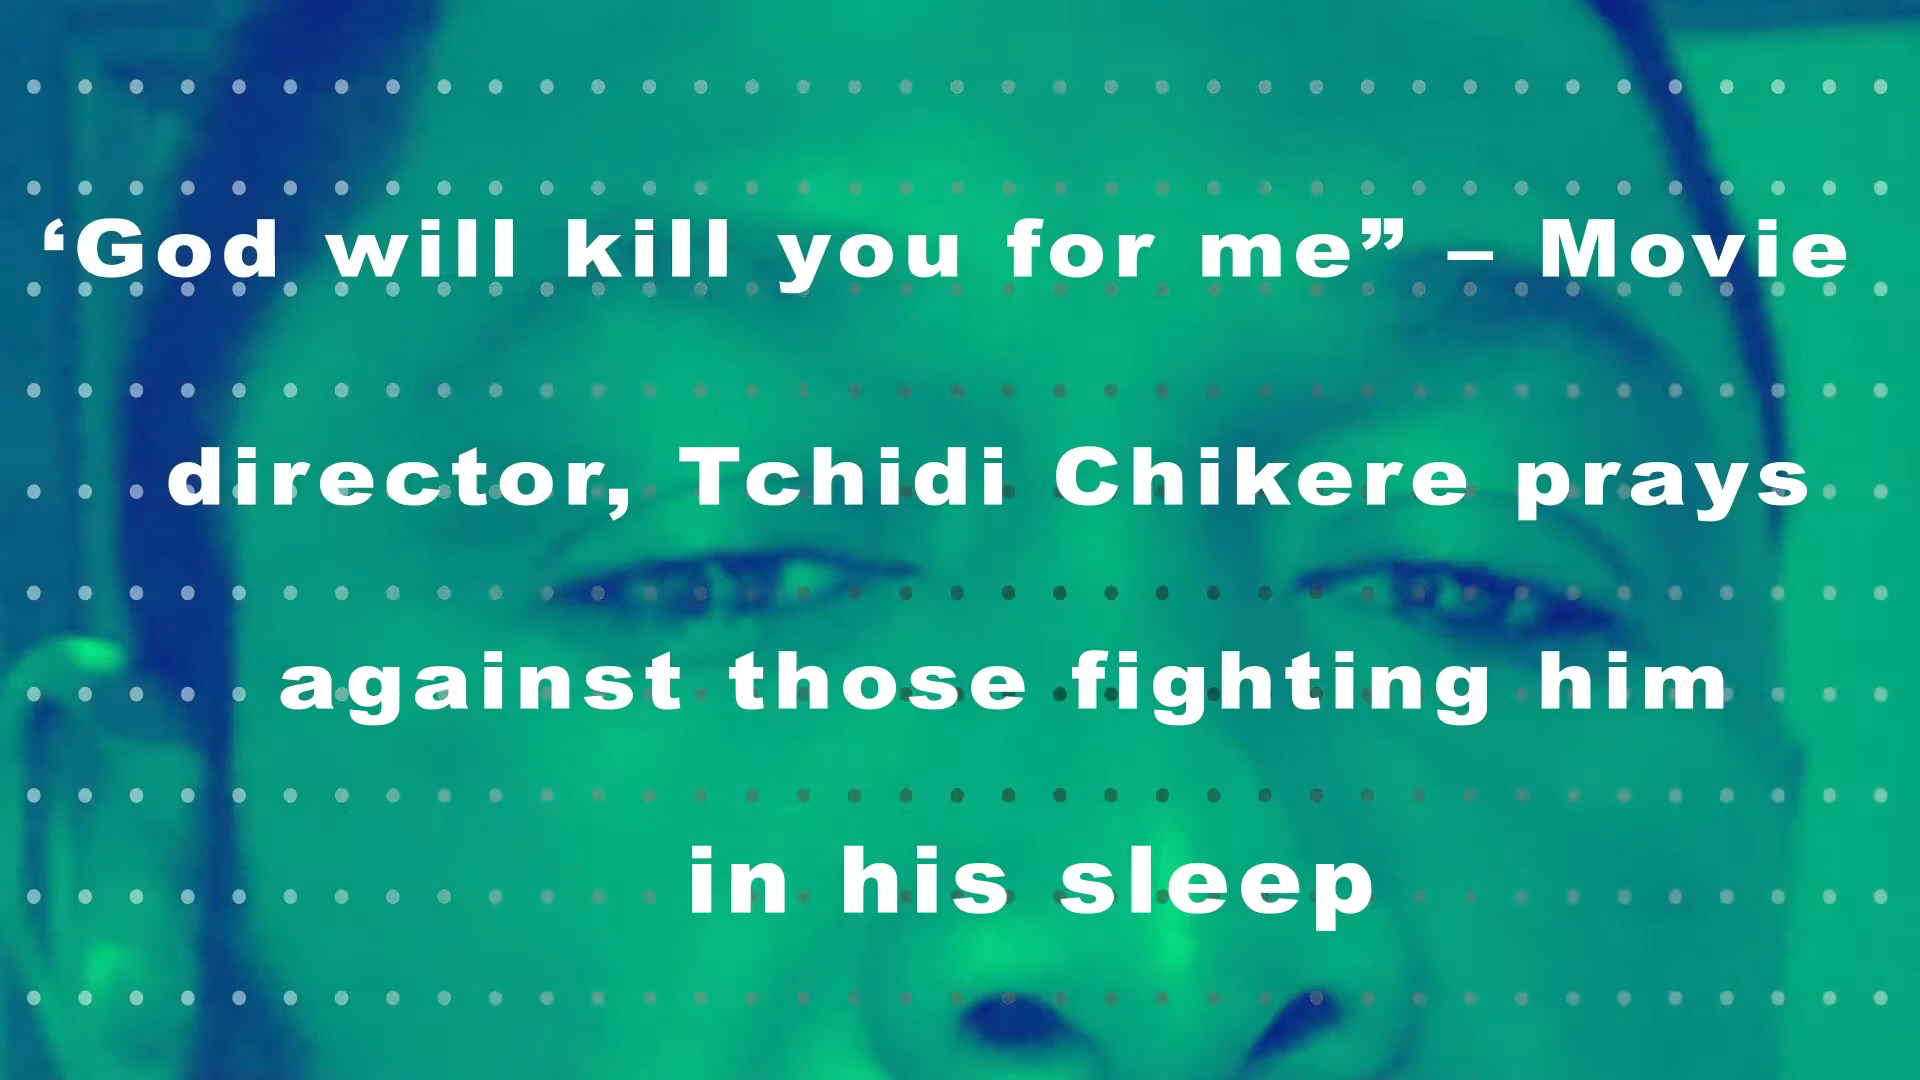 ‘God will kill you for me” – Movie
director, Tchidi Chikere prays
against those fighting him
in his sleep